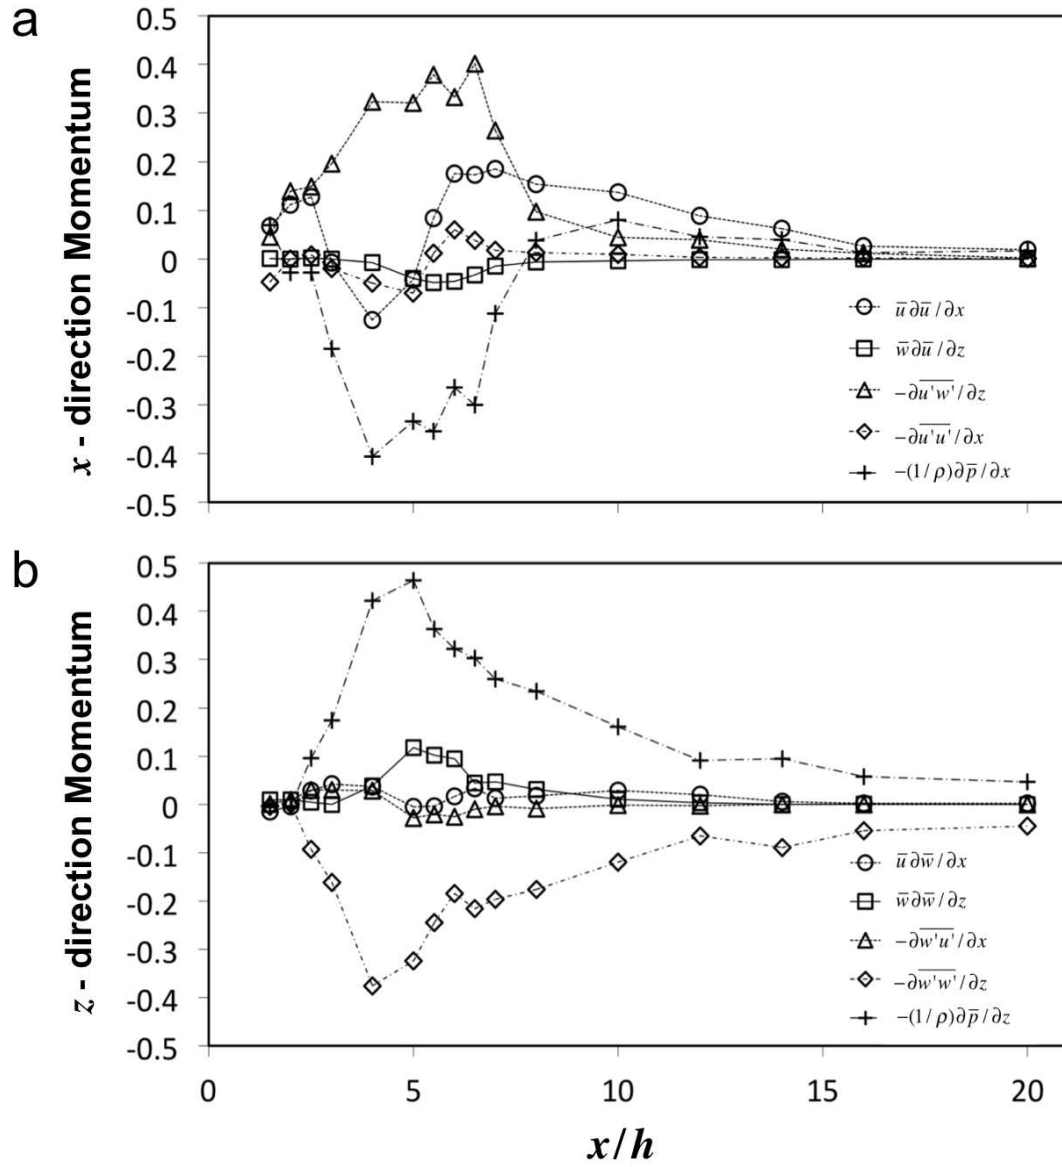 a
x - direction Momentum
0.5
0.4
0.3
0.2
0.1
0
-0.1
-0.2
-0.3
-0.4
-0.5
ū∂ū/∂x
w̄∂ū/∂z
−∂u'w'̅/∂z
−∂u'u'̅/∂x
−(1/ρ)∂p̄/∂x
b
z - direction Momentum
0.5
0.4
0.3
0.2
0.1
0
-0.1
-0.2
-0.3
-0.4
-0.5
ū∂w̄/∂x
w̄∂w̄/∂z
−∂w'u'̅/∂x
−∂w'w'̅/∂z
−(1/ρ)∂p̄/∂z
0 5 10 15 20
x/h